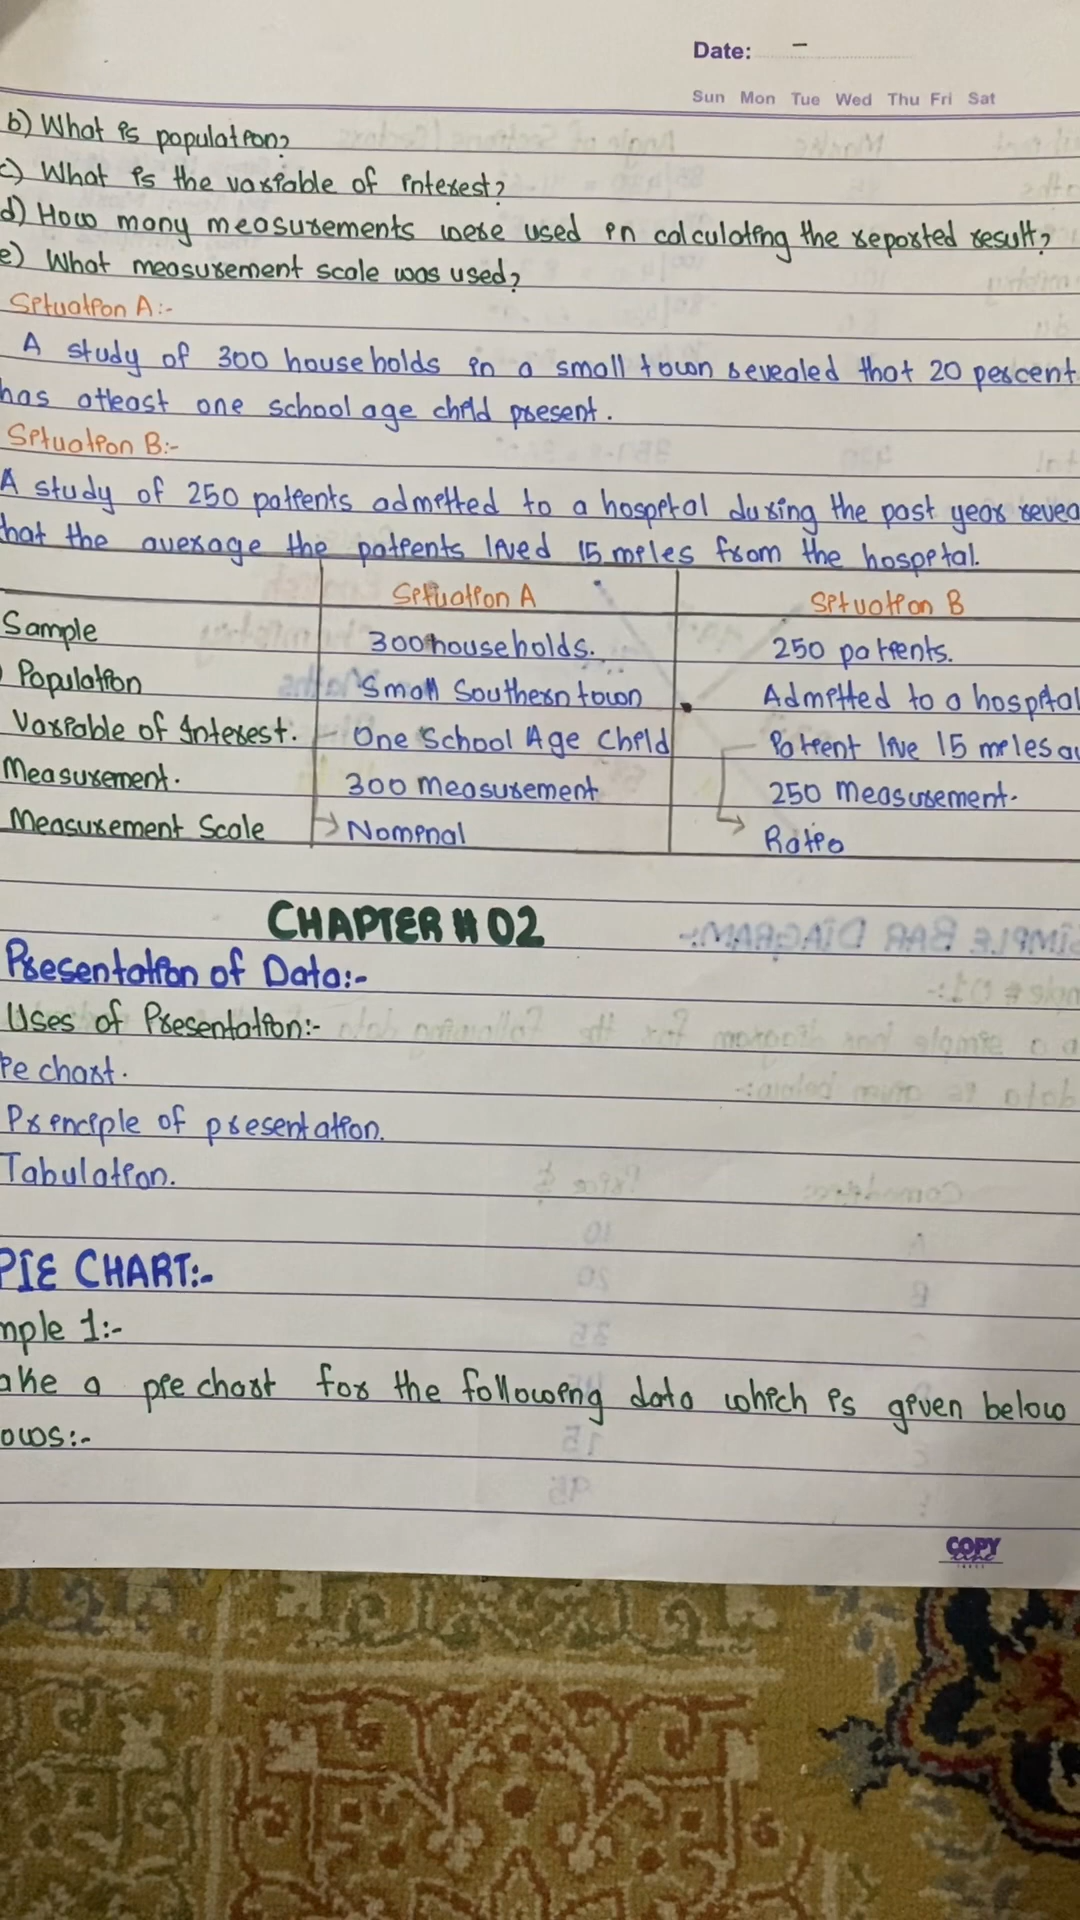 Date: –
Sun Mon Tue Wed Thu Fri Sat
b) What is population?
c) What is the variable of interest?
d) How many measurements were used in calculating the reported result?
e) What measurement scale was used?
Situation A:-
A study of 300 households in a small town revealed that 20 percent
has atleast one school age child present.
Situation B:-
A study of 250 patients admitted to a hospital during the past year revea
that the average the patients lived 15 miles from the hospital.
Situation A Situation B
Sample 300 households. 250 patients.
Population Small Southern town Admitted to a hospital
Variable of Interest. One School Age Child Patient live 15 miles a
Measurement. 300 measurement 250 Measurement.
Measurement Scale → Nominal → Ratio
CHAPTER # 02
Presentation of Data:-
Uses of Presentation:-
Pie chart.
Principle of presentation.
Tabulation.
PIE CHART:-
mple 1:-
ake a pie chart for the following data which is given below
ows:-
COPY